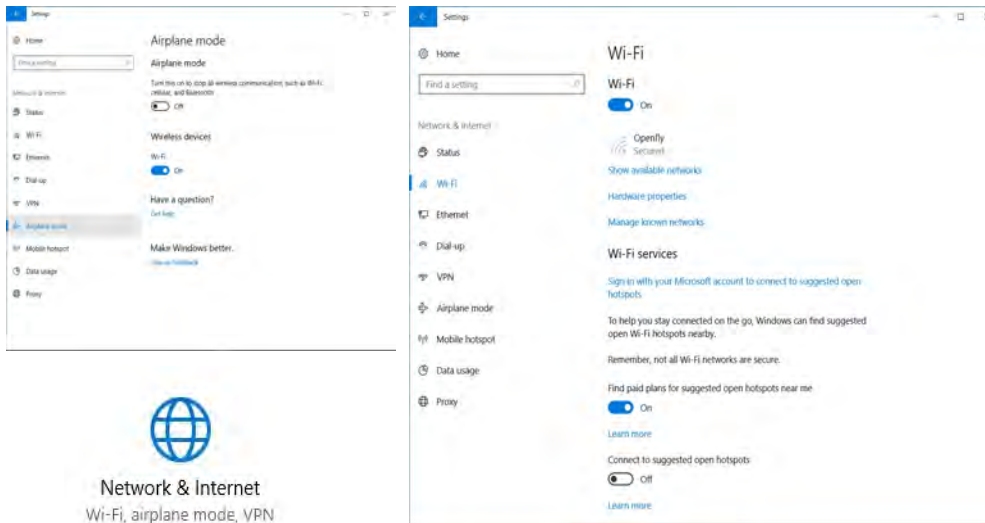 Settings
Home
Find a setting
Network & Internet
Status
Wi-Fi
Ethernet
Dial-up
VPN
Airplane mode
Mobile hotspot
Data usage
Proxy
Airplane mode
Airplane mode
Turn this on to stop all wireless communication, such as Wi-Fi,
cellular, and Bluetooth
Off
Wireless devices
Wi-Fi
On
Have a question?
Get help
Make Windows better.
Network & Internet
Wi-Fi, airplane mode, VPN
Settings
Home
Find a setting
Network & Internet
Status
Wi-Fi
Ethernet
Dial-up
VPN
Airplane mode
Mobile hotspot
Data usage
Proxy
Wi-Fi
Wi-Fi
On
Openfly
Secured
Show available networks
Hardware properties
Manage known networks
Wi-Fi services
Sign in with your Microsoft account to connect to suggested open
hotspots
To help you stay connected on the go, Windows can find suggested
open Wi-Fi hotspots nearby.
Remember, not all Wi-Fi networks are secure.
Find paid plans for suggested open hotspots near me
On
Learn more
Connect to suggested open hotspots
Off
Learn more